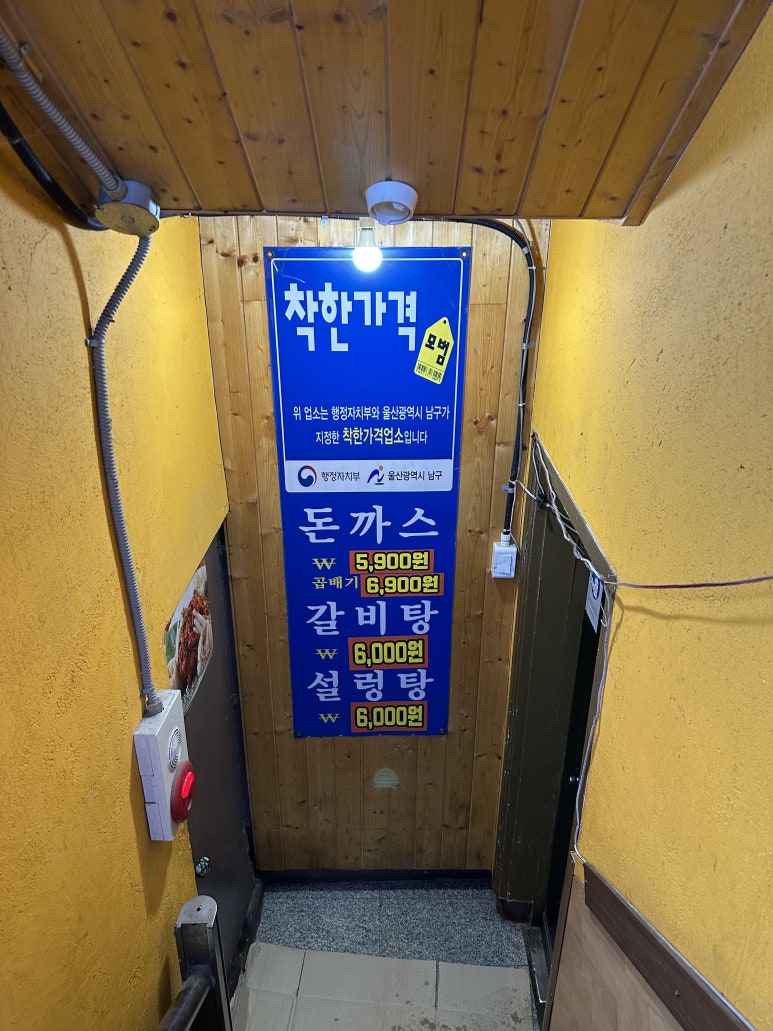 착한가격
모범
위 업소는 행정자치부와 울산광역시 남구가
지정한 착한가격업소입니다
행정자치부 울산광역시 남구
돈까스
₩ 5,900원
곱배기 6,900원
갈비탕
₩ 6,000원
설렁탕
₩ 6,000원